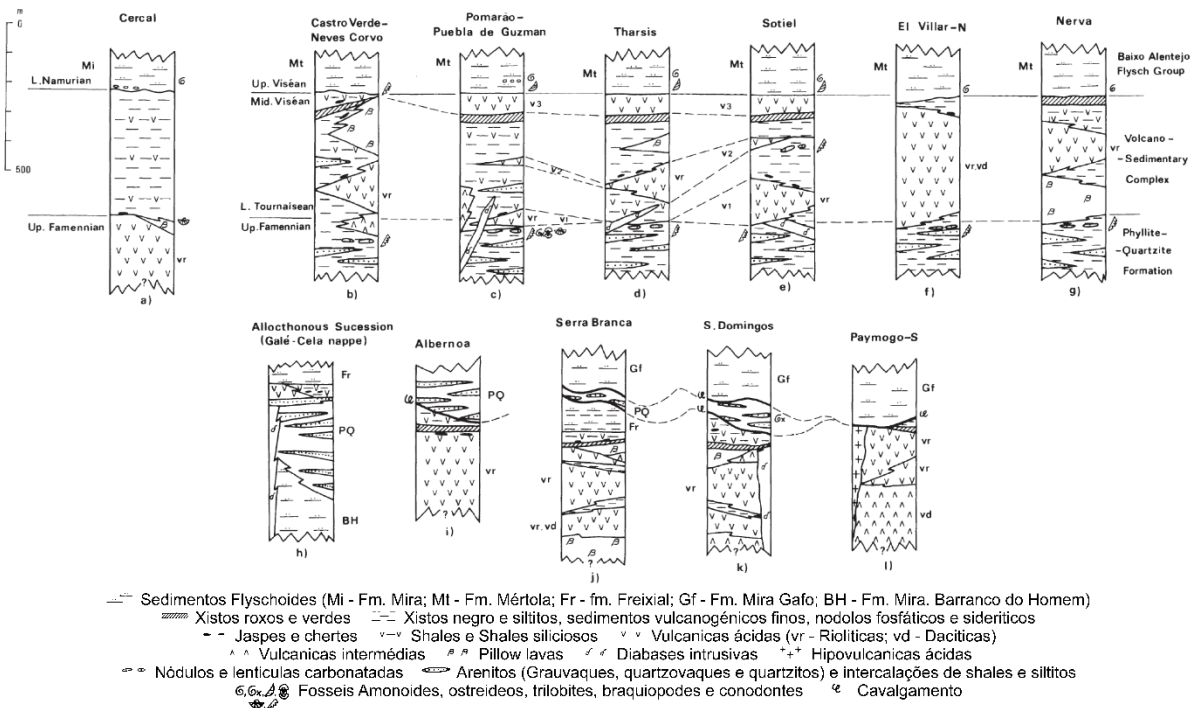 m
0
500
Cercal
Castro Verde-
Neves Corvo
Pomarão-
Puebla de Guzman
Tharsis
Sotiel
El Villar-N
Nerva
Mi
L. Namurian
Up. Famennian
vr
?
a)
Mt
Up. Viséan
Mid. Viséan
L. Tournaisean
Up. Famennian
vr
b)
Mt
v3
v2
vr
v1
c)
Mt
vr
d)
Mt
v3
v2
v1
vr
e)
Mt
vr,vd
f)
Mt
vr
g)
Baixo Alentejo
Flysch Group
Volcano-
-Sedimentary
Complex
Phyllite-
-Quartzite
Formation
Allocthonous Sucession
(Galé-Cela nappe)
Albernoa
Serra Branca
S. Domingos
Paymogo-S
Fr
PQ
BH
h)
PQ
vr
?
i)
Gf
PQ
Fr
vr
vr,vd
?
j)
Gf
vr
?
k)
Gf
vr
vr
vd
?
l)
Sedimentos Flyschoides (Mi - Fm. Mira; Mt - Fm. Mértola; Fr - fm. Freixial; Gf - Fm. Mira Gafo; BH - Fm. Mira. Barranco do Homem)
Xistos roxos e verdes Xistos negro e siltitos, sedimentos vulcanogénicos finos, nodolos fosfáticos e sideriticos
Jaspes e chertes Shales e Shales siliciosos Vulcanicas ácidas (vr - Rioliticas; vd - Daciticas)
Vulcanicas intermédias Pillow lavas Diabases intrusivas Hipovulcanicas ácidas
Nódulos e lenticulas carbonatadas Arenitos (Grauvaques, quartzovaques e quartzitos) e intercalações de shales e siltitos
Fosseis Amonoides, ostreideos, trilobites, braquiopodes e conodontes Cavalgamento